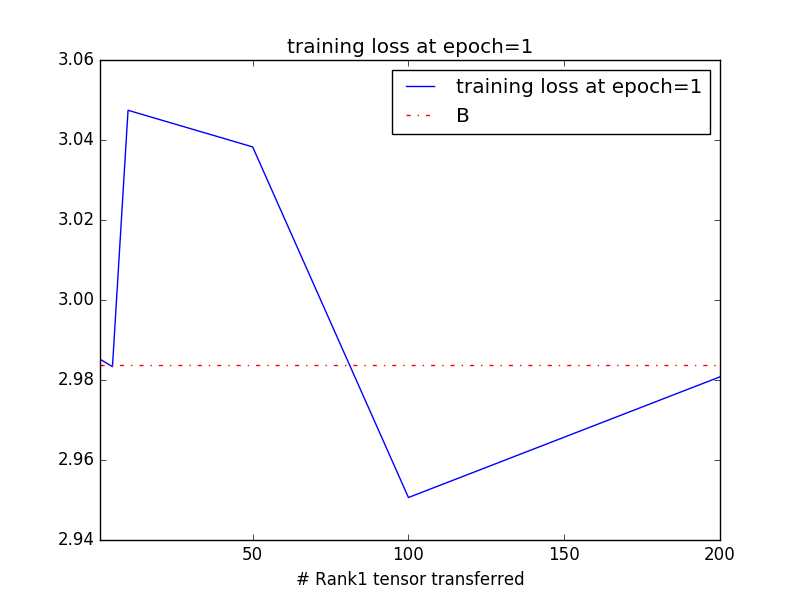 training loss at epoch=1
3.06
3.04
3.02
3.00
2.98
2.96
2.94
training loss at epoch=1
B
50
100
150
200
# Rank1 tensor transferred